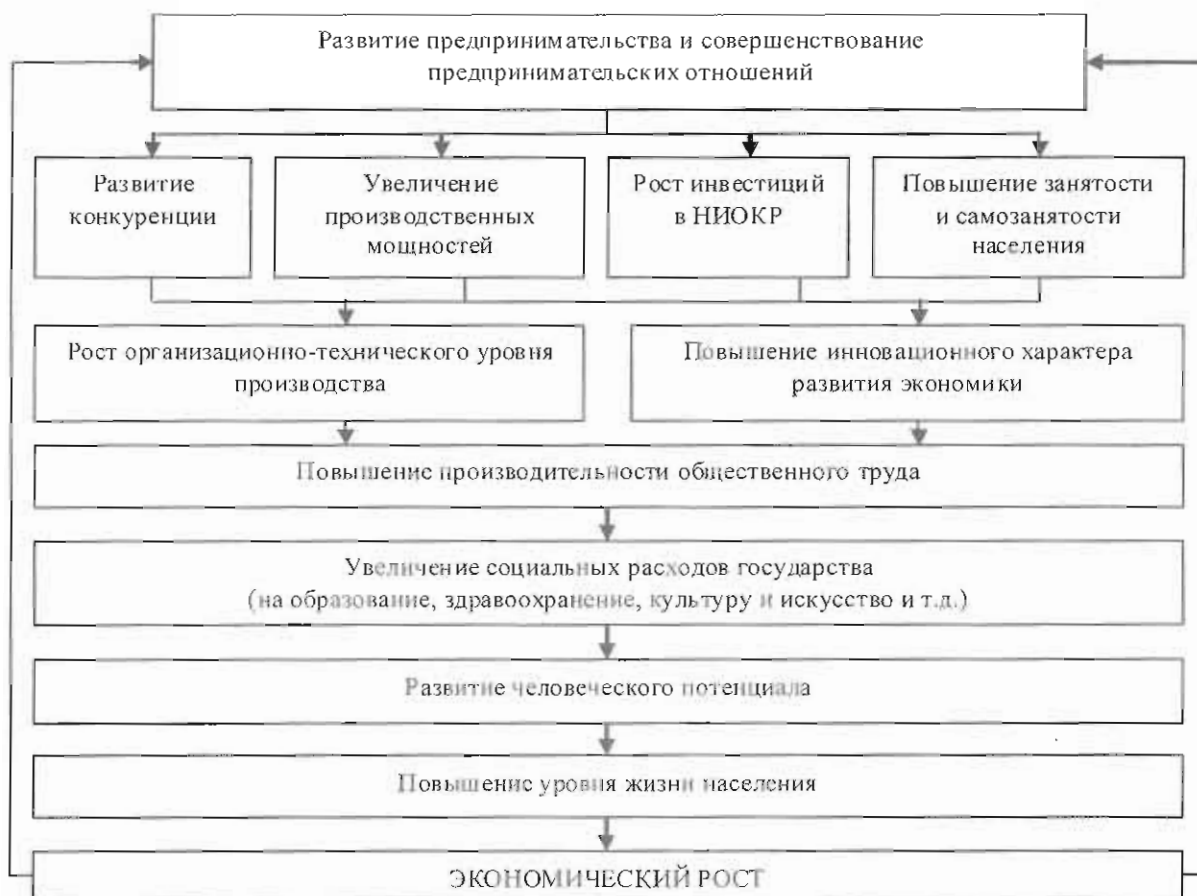 Развитие предпринимательства и совершенствование
предпринимательских отношений
Развитие
конкуренции
Увеличение
производственных
мощностей
Рост инвестиций
в НИОКР
Повышение занятости
и самозанятости
населения
Рост организационно-технического уровня
производства
Повышение инновационного характера
развития экономики
Повышение производительности общественного труда
Увеличение социальных расходов государства
(на образование, здравоохранение, культуру и искусство и т.д.)
Развитие человеческого потенциала
Повышение уровня жизни населения
ЭКОНОМИЧЕСКИЙ РОСТ